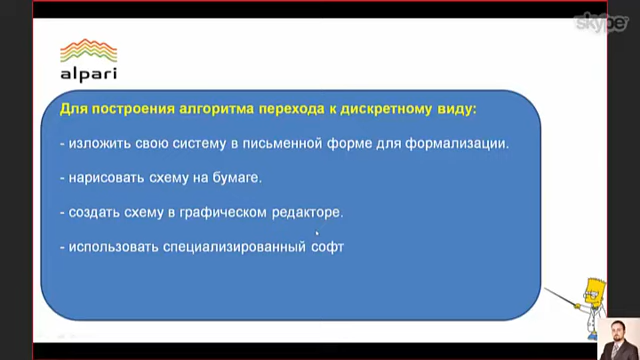 skype
alpari
Для построения алгоритма перехода к дискретному виду:
- изложить свою систему в письменной форме для формализации.
- нарисовать схему на бумаге.
- создать схему в графическом редакторе.
- использовать специализированный софт